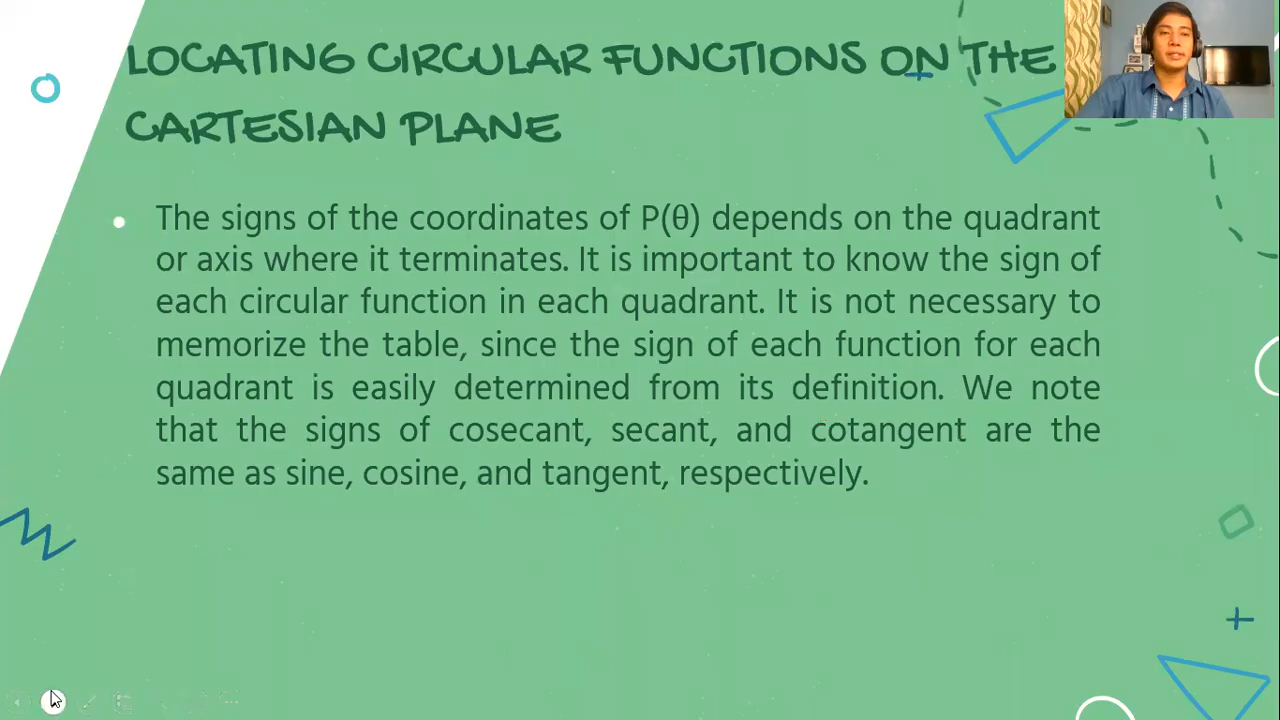 LOCATING CIRCULAR FUNCTIONS ON THE
CARTESIAN PLANE
The signs of the coordinates of P(θ) depends on the quadrant
or axis where it terminates. It is important to know the sign of
each circular function in each quadrant. It is not necessary to
memorize the table, since the sign of each function for each
quadrant is easily determined from its definition. We note
that the signs of cosecant, secant, and cotangent are the
same as sine, cosine, and tangent, respectively.